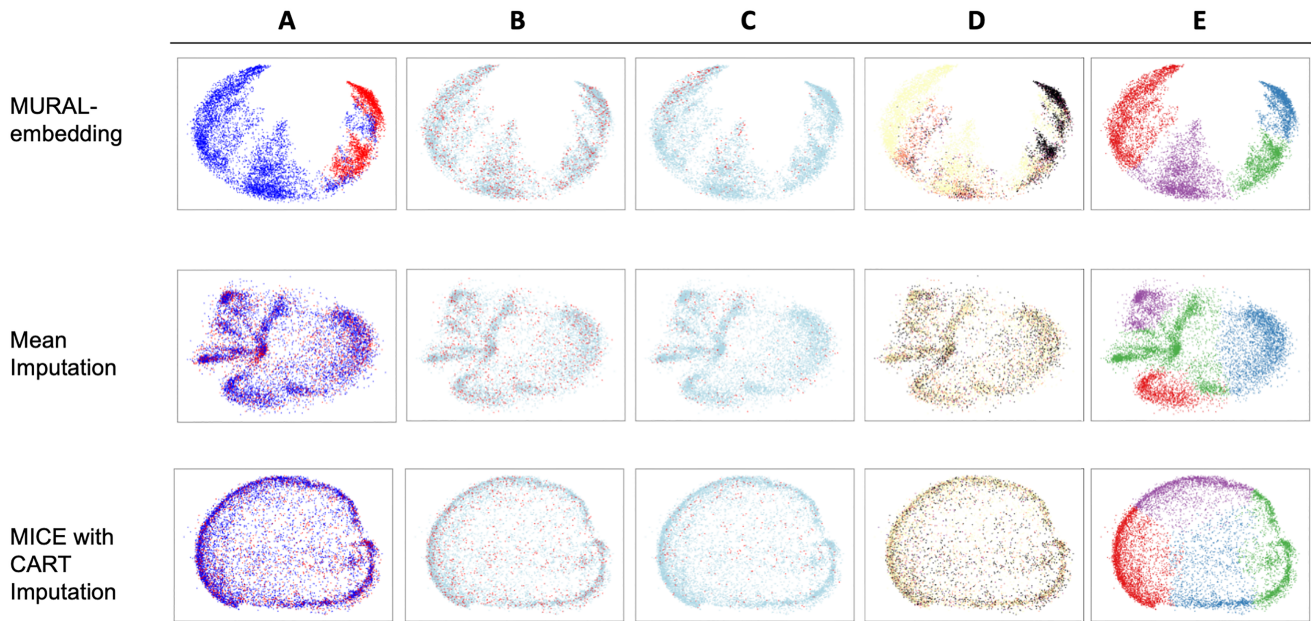 A B C D E
MURAL-
embedding
Mean
Imputation
MICE with
CART
Imputation